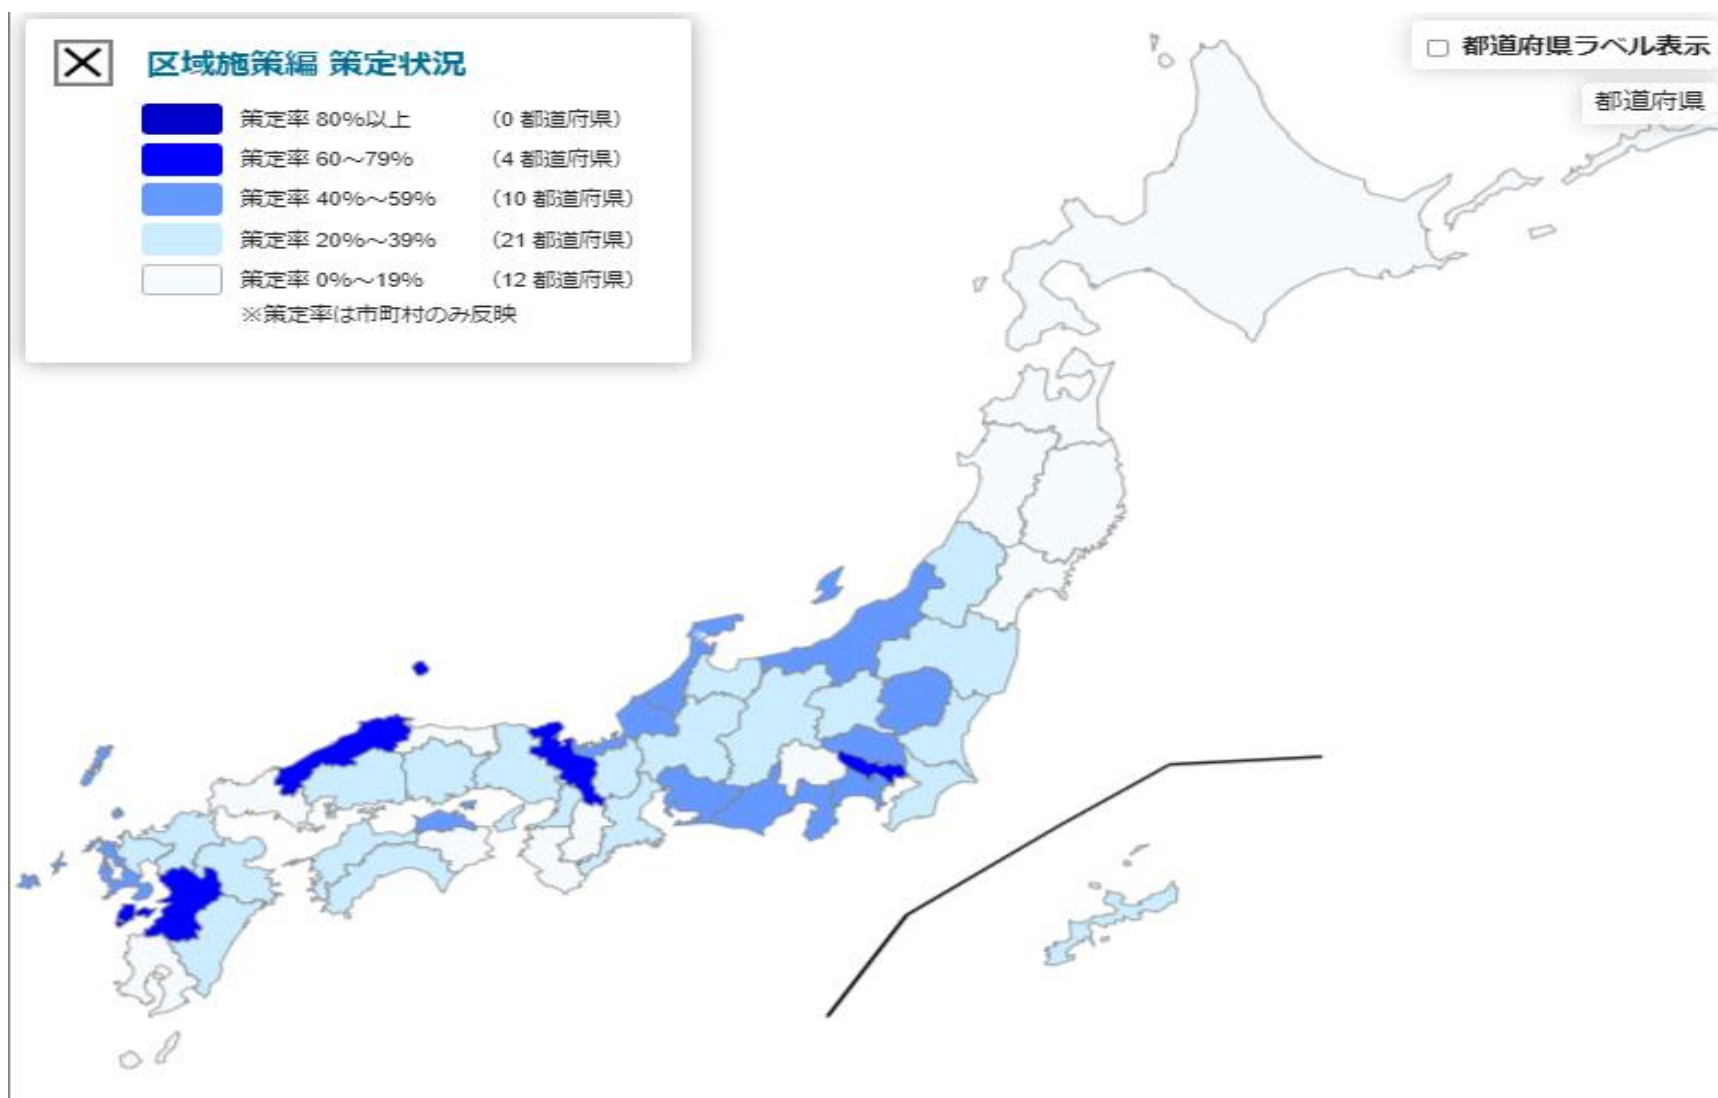 区域施策編 策定状況
策定率 80%以上 （0 都道府県）
策定率 60～79% （4 都道府県）
策定率 40%～59% （10 都道府県）
策定率 20%～39% （21 都道府県）
策定率 0%～19% （12 都道府県）
※策定率は市町村のみ反映
都道府県ラベル表示
都道府県